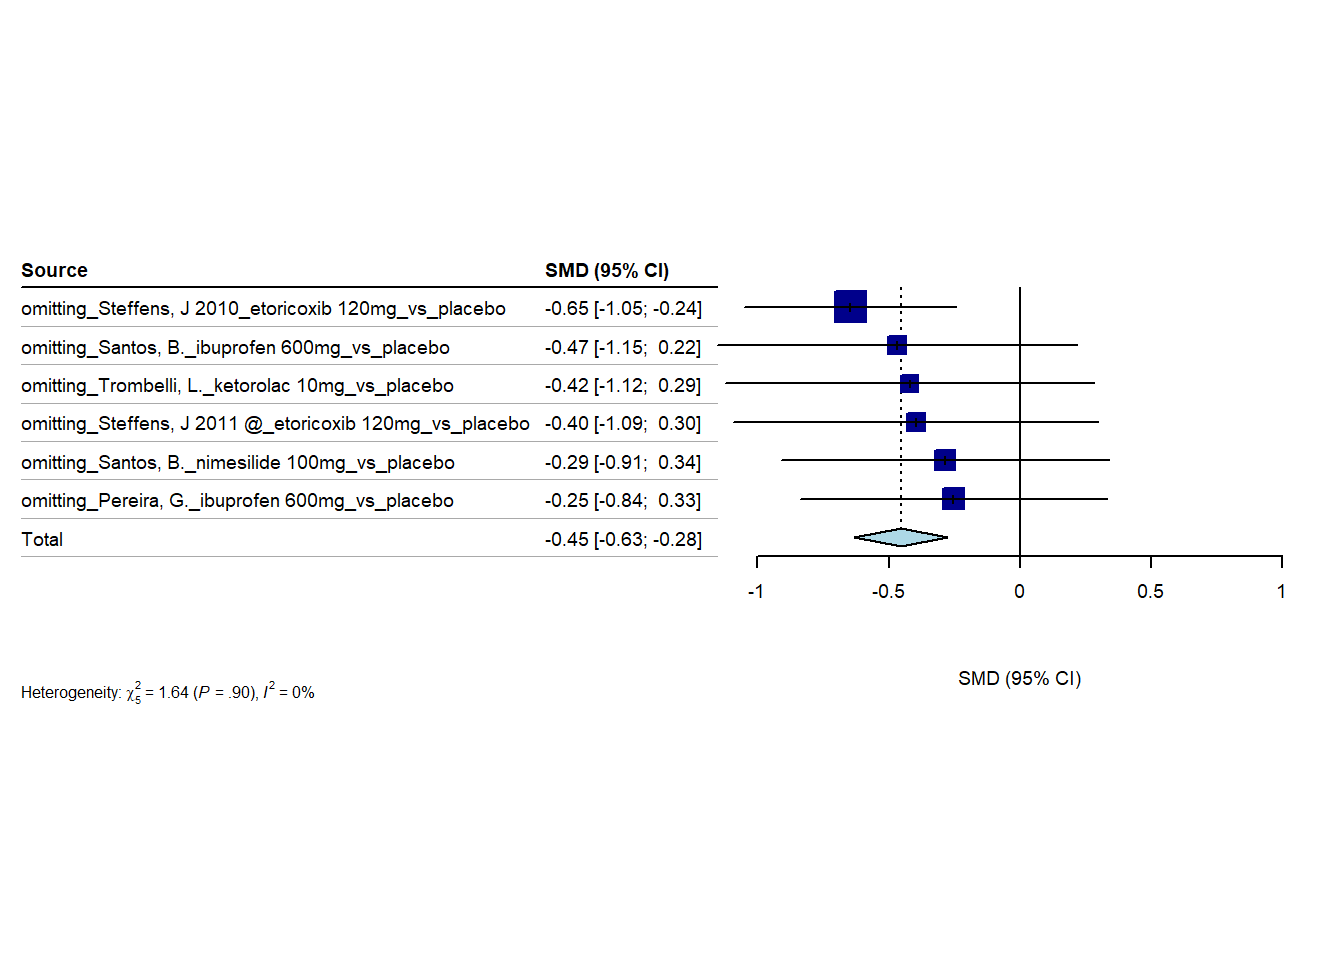 Source SMD (95% CI)
omitting_Steffens, J 2010_etoricoxib 120mg_vs_placebo -0.65 [-1.05; -0.24]
omitting_Santos, B._ibuprofen 600mg_vs_placebo -0.47 [-1.15; 0.22]
omitting_Trombelli, L._ketorolac 10mg_vs_placebo -0.42 [-1.12; 0.29]
omitting_Steffens, J 2011 @_etoricoxib 120mg_vs_placebo -0.40 [-1.09; 0.30]
omitting_Santos, B._nimesilide 100mg_vs_placebo -0.29 [-0.91; 0.34]
omitting_Pereira, G._ibuprofen 600mg_vs_placebo -0.25 [-0.84; 0.33]
Total -0.45 [-0.63; -0.28]
-1 -0.5 0 0.5 1
SMD (95% CI)
Heterogeneity: χ²₅ = 1.64 (P = .90), I² = 0%